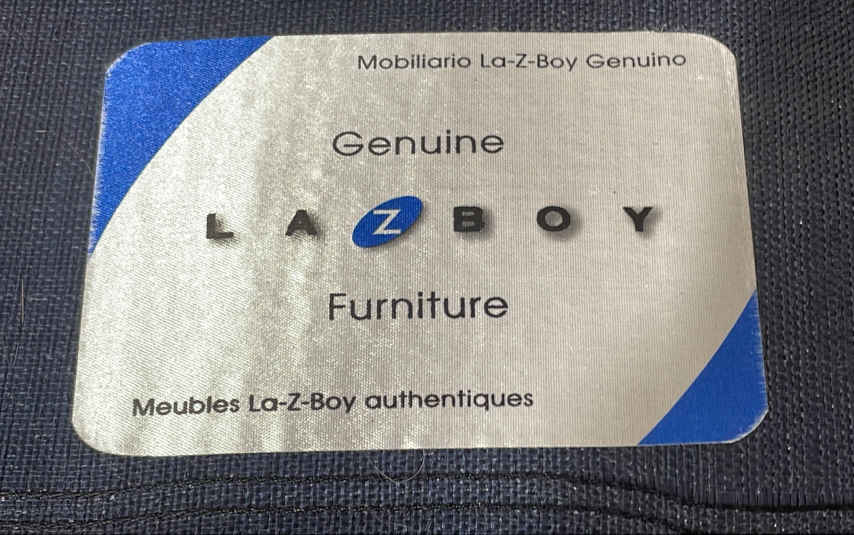 Mobiliario La-Z-Boy Genuino
Genuine
LAZBOY
Furniture
Meubles La-Z-Boy authentiques